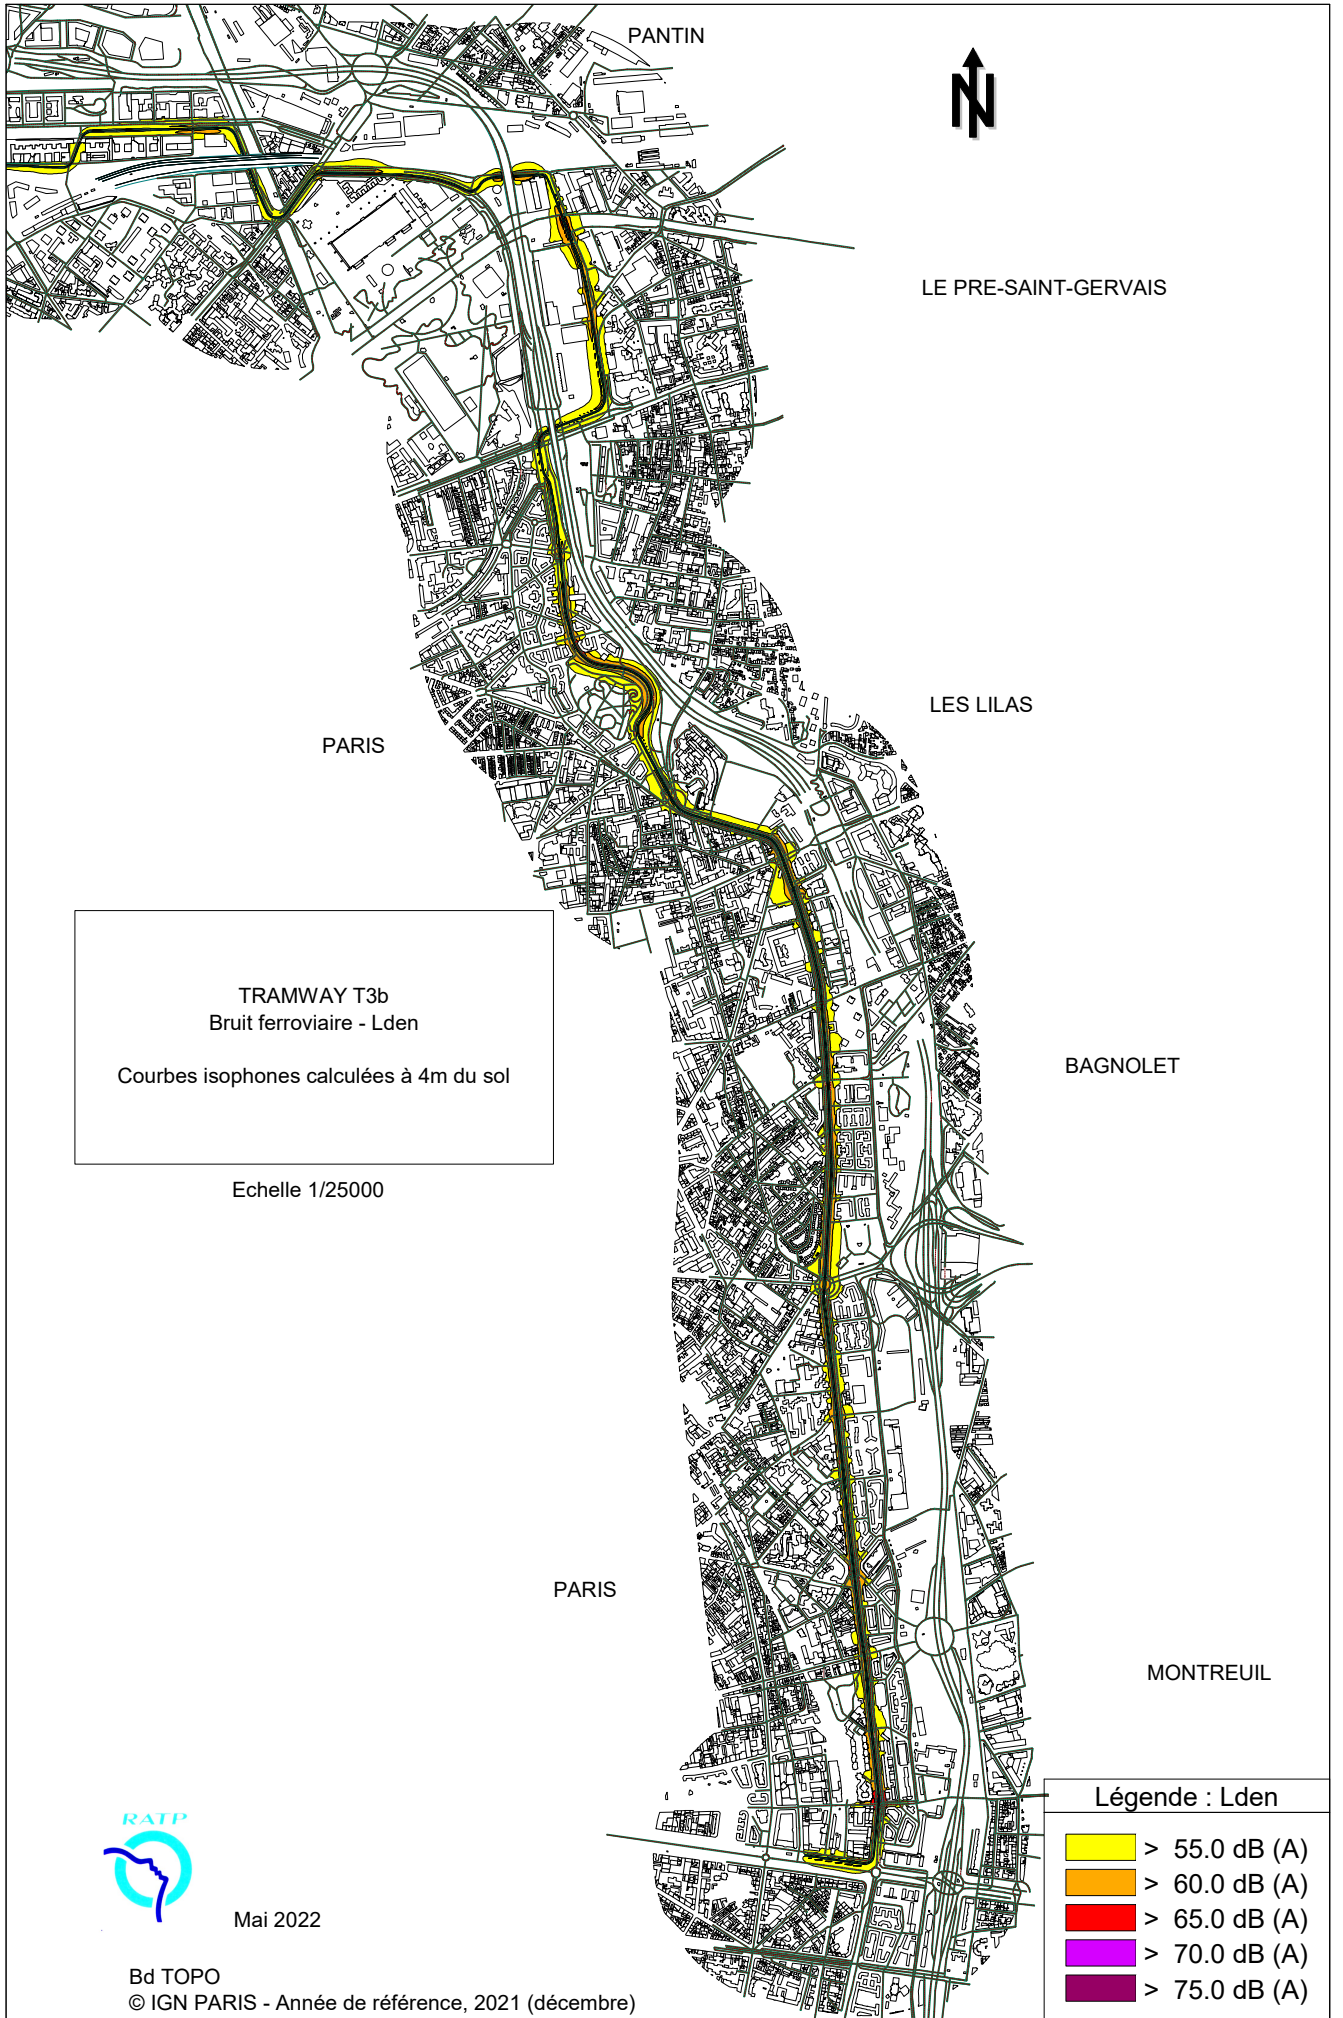 PANTIN
N
LE PRE-SAINT-GERVAIS
LES LILAS
PARIS
TRAMWAY T3b
Bruit ferroviaire - Lden
Courbes isophones calculées à 4m du sol
BAGNOLET
Echelle 1/25000
PARIS
MONTREUIL
Légende : Lden
> 55.0 dB (A)
> 60.0 dB (A)
> 65.0 dB (A)
> 70.0 dB (A)
> 75.0 dB (A)
RATP
Mai 2022
Bd TOPO
© IGN PARIS - Année de référence, 2021 (décembre)